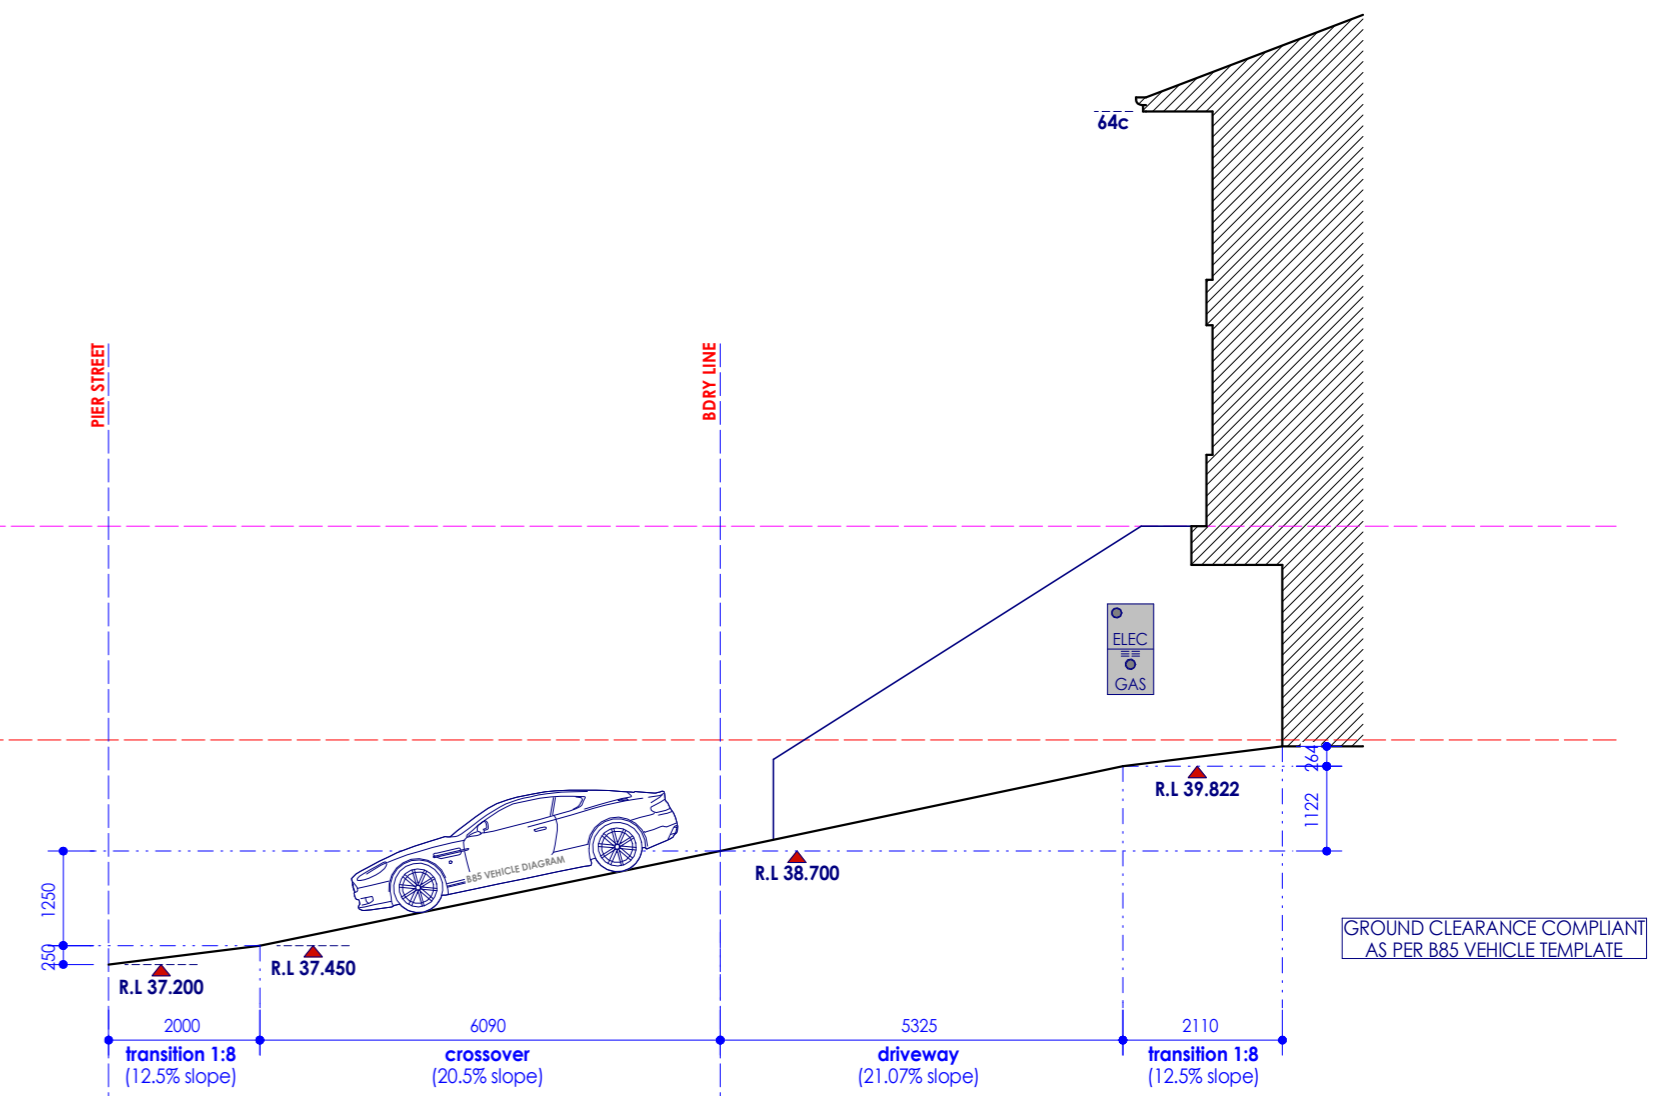 64c
PIER STREET
BDRY LINE
ELEC
GAS
264
1122
R.L 39.822
B85 VEHICLE DIAGRAM
R.L 38.700
1250
250
R.L 37.450
R.L 37.200
GROUND CLEARANCE COMPLIANT
AS PER B85 VEHICLE TEMPLATE
2000
6090
5325
2110
transition 1:8
crossover
driveway
transition 1:8
(12.5% slope)
(20.5% slope)
(21.07% slope)
(12.5% slope)